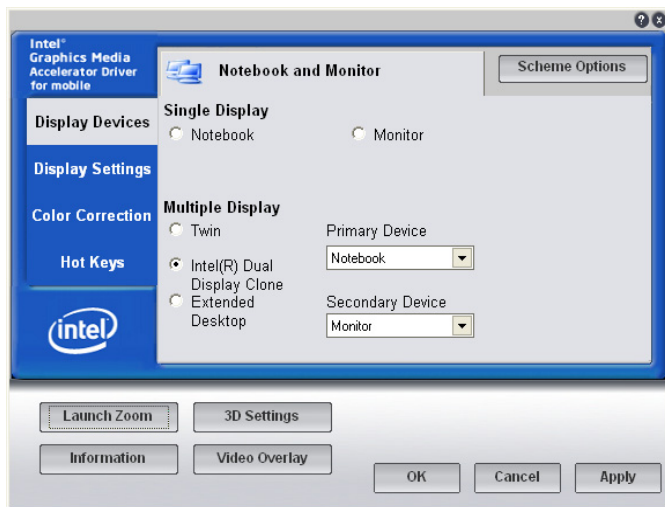 Intel®
Graphics Media
Accelerator Driver
for mobile
Notebook and Monitor
Scheme Options
Display Devices
Display Settings
Color Correction
Hot Keys
intel
Single Display
Notebook
Monitor
Multiple Display
Twin
Intel(R) Dual
Display Clone
Extended
Desktop
Primary Device
Notebook
Secondary Device
Monitor
Launch Zoom
3D Settings
Information
Video Overlay
OK
Cancel
Apply